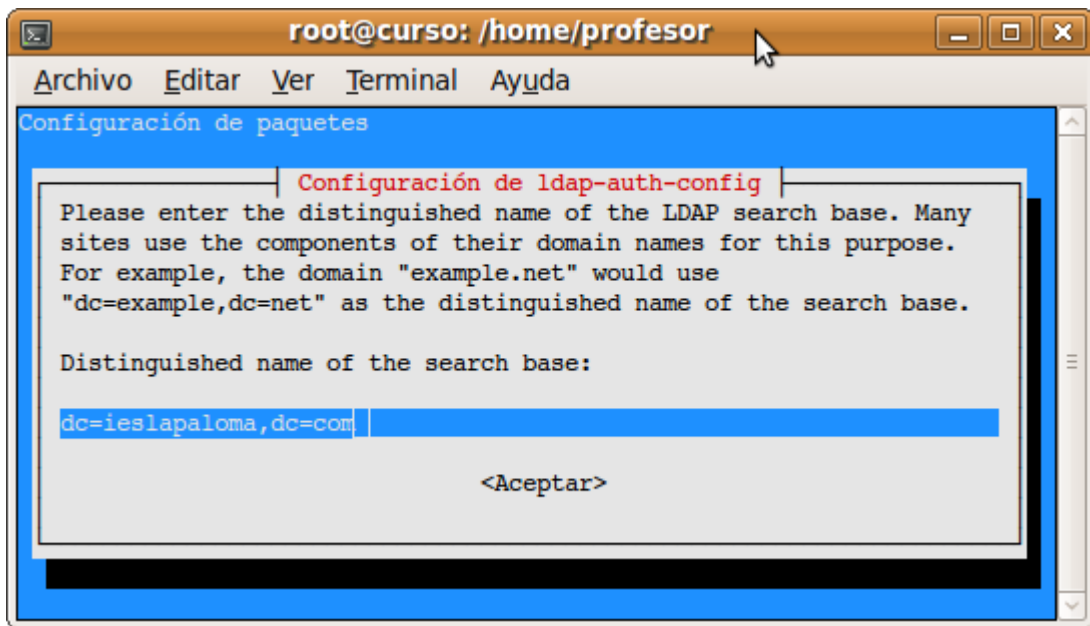 root@curso: /home/profesor
Archivo Editar Ver Terminal Ayuda
Configuración de paquetes
Configuración de ldap-auth-config
Please enter the distinguished name of the LDAP search base. Many
sites use the components of their domain names for this purpose.
For example, the domain "example.net" would use
"dc=example,dc=net" as the distinguished name of the search base.
Distinguished name of the search base:
dc=ieslapaloma,dc=com
<Aceptar>